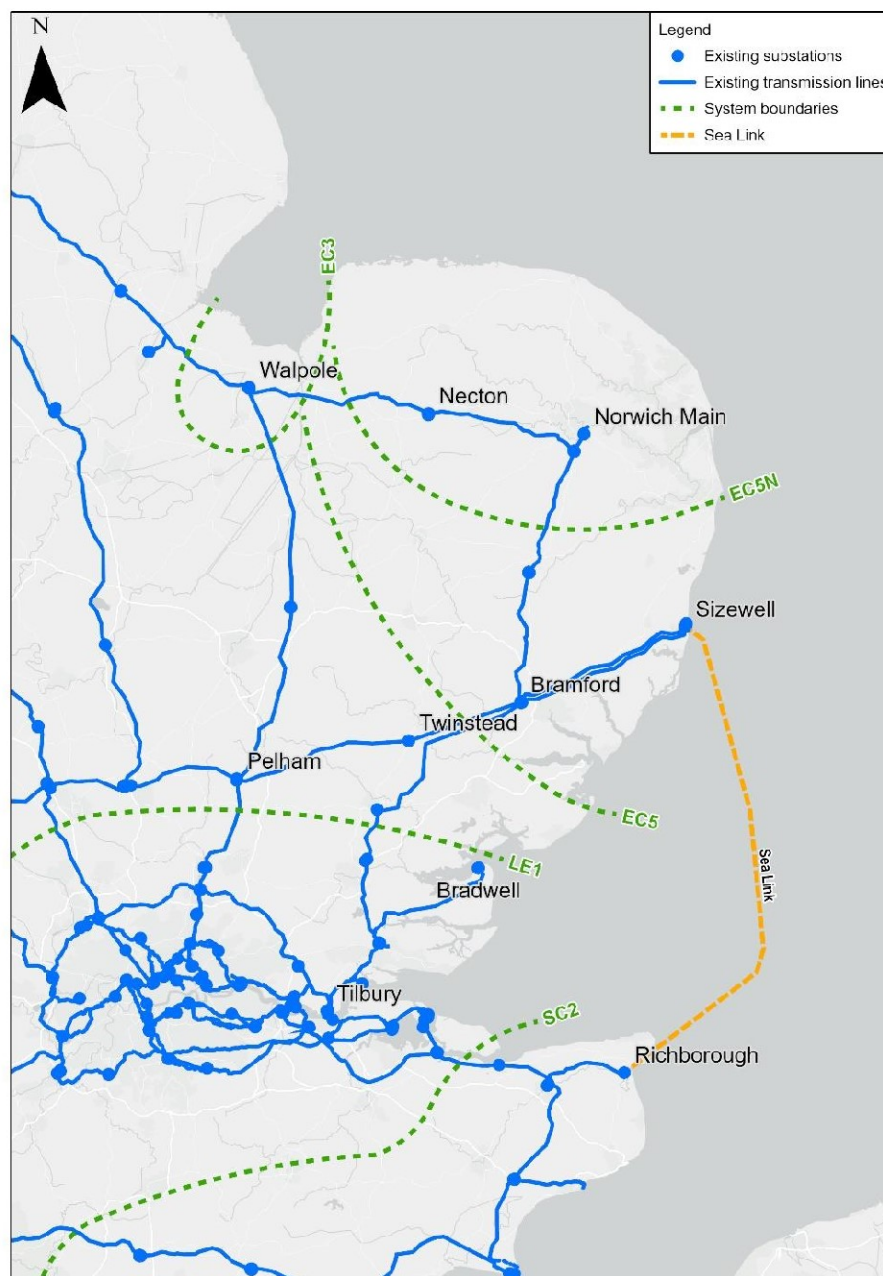 N
Legend
Existing substations
Existing transmission lines
System boundaries
Sea Link
EC3
Walpole
Necton
Norwich Main
EC5N
Sizewell
Bramford
Twinstead
Pelham
EC5
LE1
Sea Link
Bradwell
Tilbury
SC2
Richborough